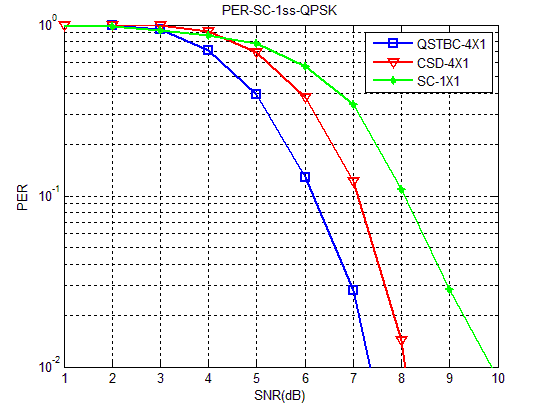 PER-SC-1ss-QPSK
QSTBC-4X1
CSD-4X1
SC-1X1
10^0
10^-1
10^-2
PER
1 2 3 4 5 6 7 8 9 10
SNR(dB)